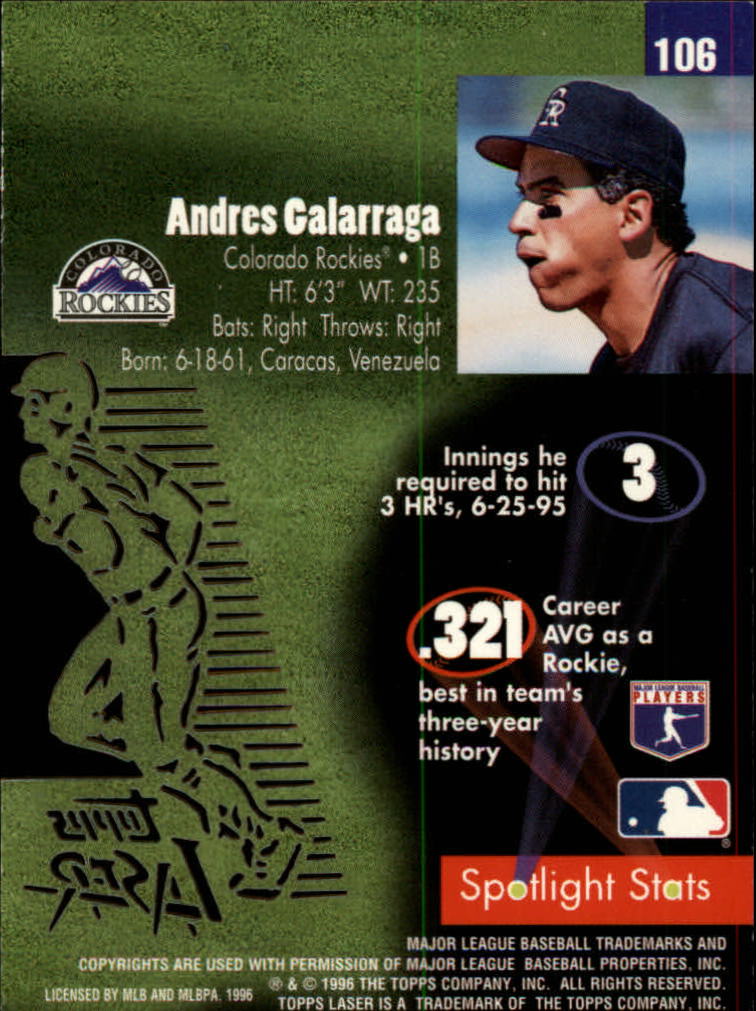 106
CR
Andres Galarraga
Colorado Rockies® • 1B
HT: 6'3" WT: 235
Bats: Right Throws: Right
Born: 6-18-61, Caracas, Venezuela
COLORADO
ROCKIES
Innings he
required to hit
3 HR's, 6-25-95
3
.321
Career
AVG as a
Rockie,
best in team's
three-year
history
MAJOR LEAGUE BASEBALL
PLAYERS
Topps
LASER
Spotlight Stats
MAJOR LEAGUE BASEBALL TRADEMARKS AND
COPYRIGHTS ARE USED WITH PERMISSION OF MAJOR LEAGUE BASEBALL PROPERTIES, INC.
® & © 1996 THE TOPPS COMPANY, INC. ALL RIGHTS RESERVED.
LICENSED BY MLB AND MLBPA. 1996 TOPPS LASER IS A TRADEMARK OF THE TOPPS COMPANY, INC.